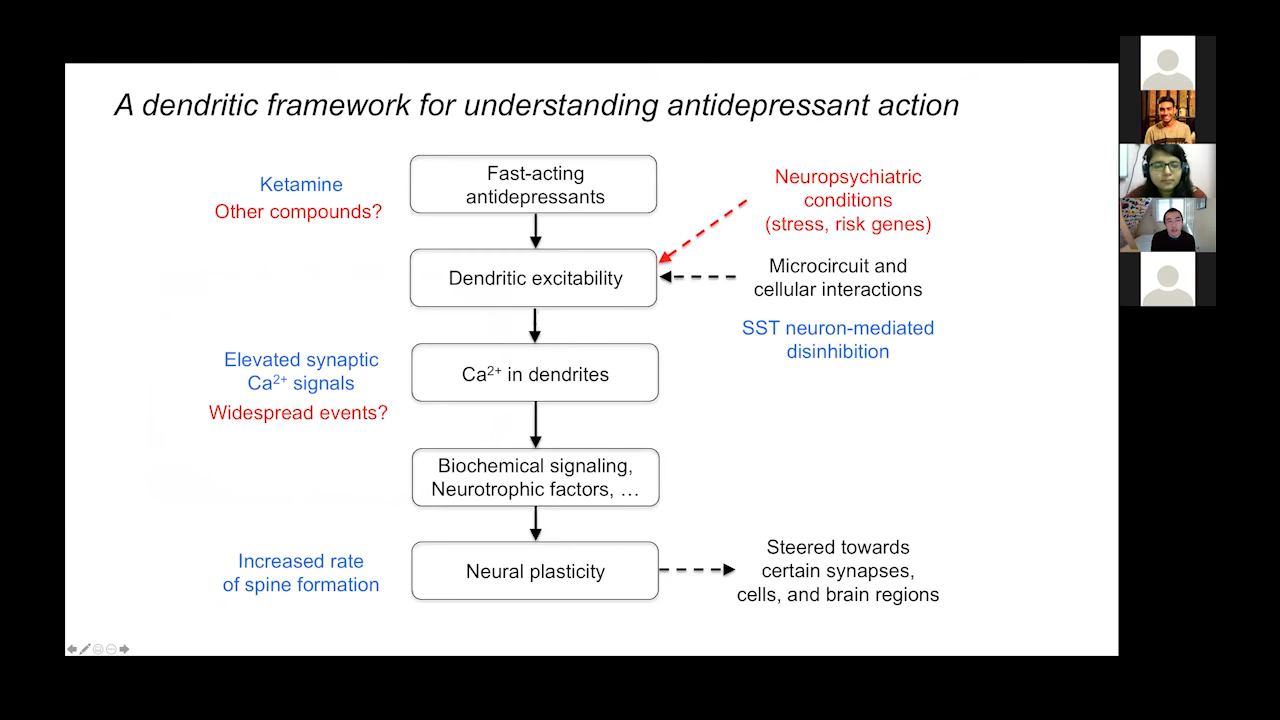 A dendritic framework for understanding antidepressant action
Ketamine
Other compounds?
Fast-acting
antidepressants
Neuropsychiatric
conditions
(stress, risk genes)
Dendritic excitability
Microcircuit and
cellular interactions
SST neuron-mediated
disinhibition
Elevated synaptic
Ca²⁺ signals
Widespread events?
Ca²⁺ in dendrites
Biochemical signaling,
Neurotrophic factors, …
Increased rate
of spine formation
Neural plasticity
Steered towards
certain synapses,
cells, and brain regions